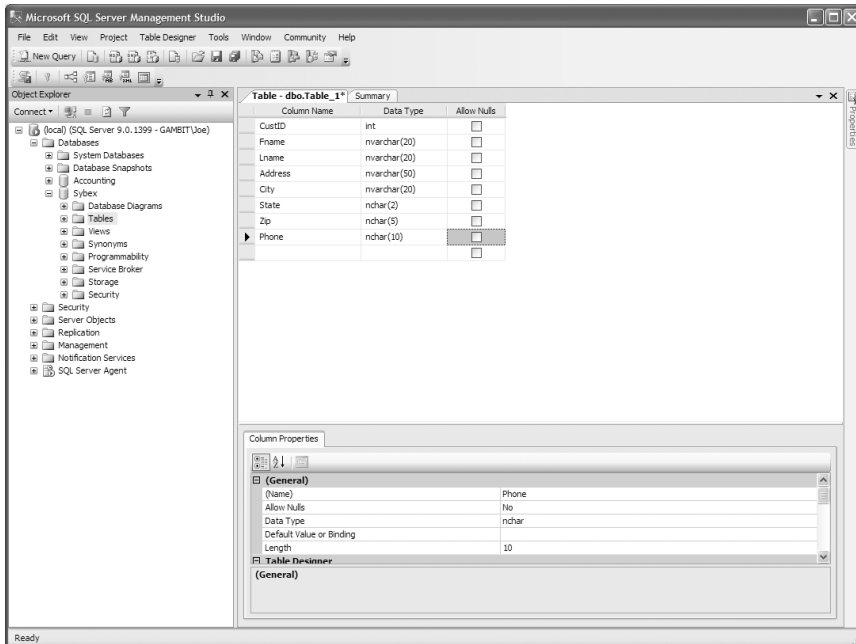 Microsoft SQL Server Management Studio
File Edit View Project Table Designer Tools Window Community Help
New Query
Object Explorer
Table - dbo.Table_1* Summary
Connect
Properties
(local) (SQL Server 9.0.1399 - GAMBIT\Joe)
Databases
System Databases
Database Snapshots
Accounting
Sybex
Database Diagrams
Tables
Views
Synonyms
Programmability
Service Broker
Storage
Security
Security
Server Objects
Replication
Management
Notification Services
SQL Server Agent
Column Name Data Type Allow Nulls
CustID int
Fname nvarchar(20)
Lname nvarchar(20)
Address nvarchar(50)
City nvarchar(20)
State nchar(2)
Zip nchar(5)
Phone nchar(10)
Column Properties
(General)
(Name) Phone
Allow Nulls No
Data Type nchar
Default Value or Binding
Length 10
Table Designer
(General)
Ready